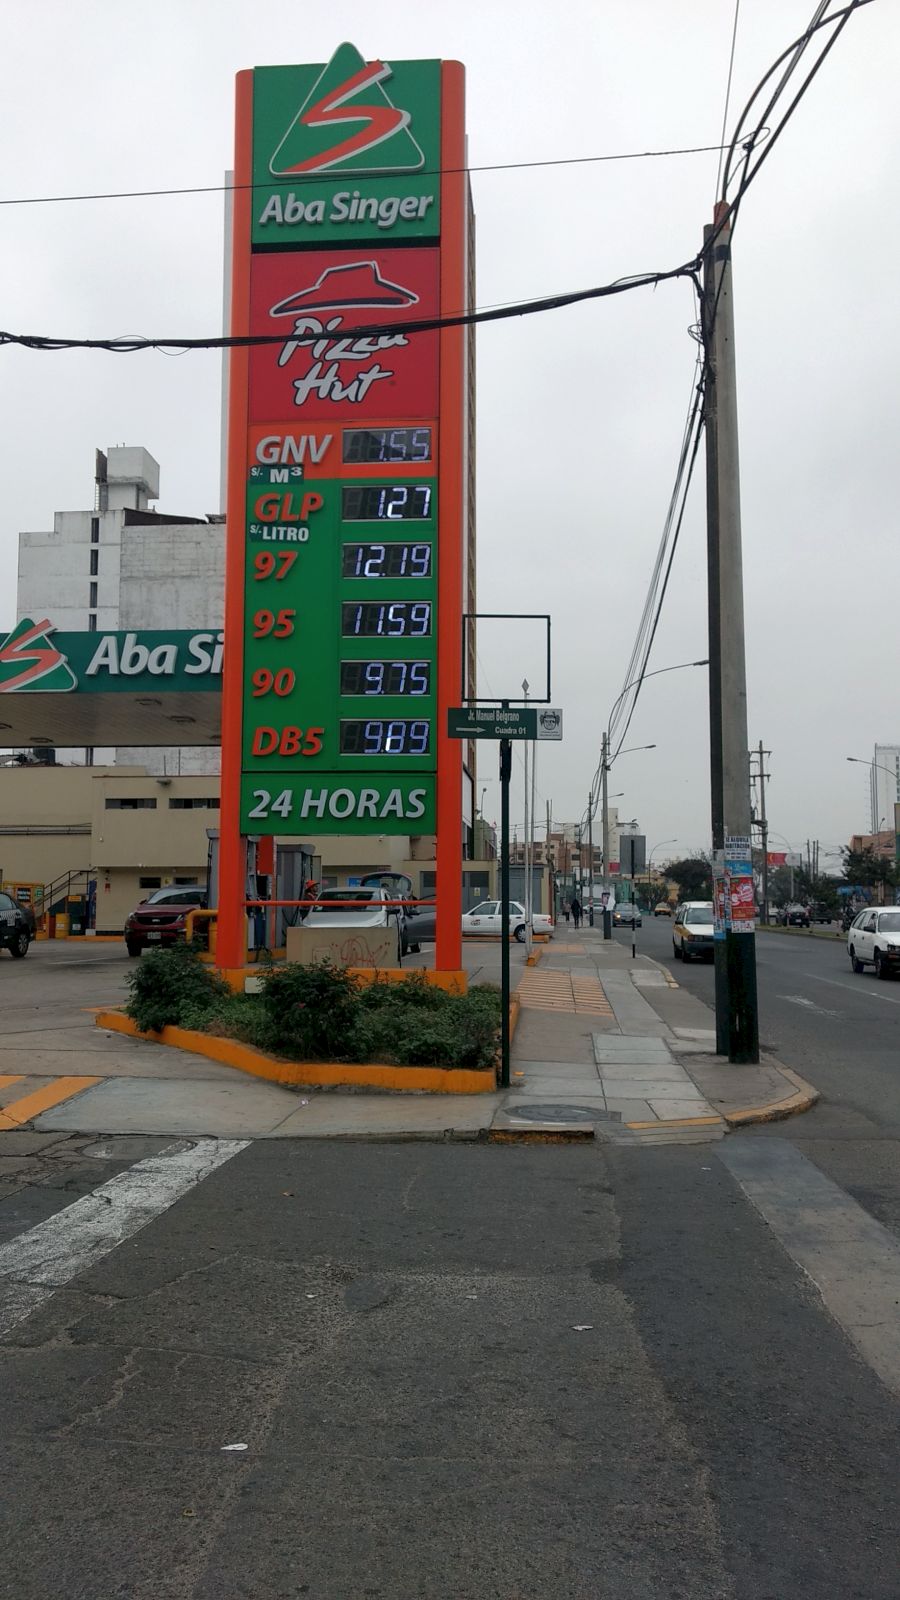 Aba Singer
Pizza
Hut
GNV 1.55
S/. M³
GLP 1.27
S/. LITRO
97 12.19
95 11.59
90 9.75
DB5 9.89
24 HORAS
Aba Si
Jr. Manuel Belgrano
Cuadra 01